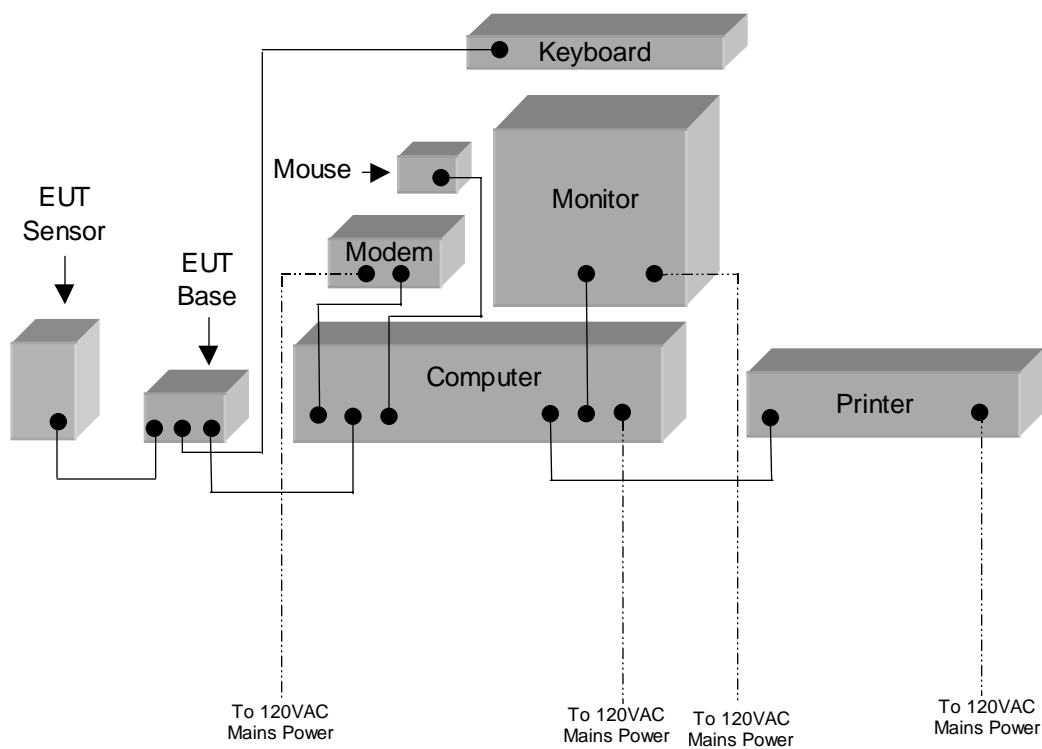 Keyboard
Mouse
Monitor
EUT
Sensor
Modem
EUT
Base
Computer
Printer
To 120VAC
Mains Power
To 120VAC
Mains Power
To 120VAC
Mains Power
To 120VAC
Mains Power